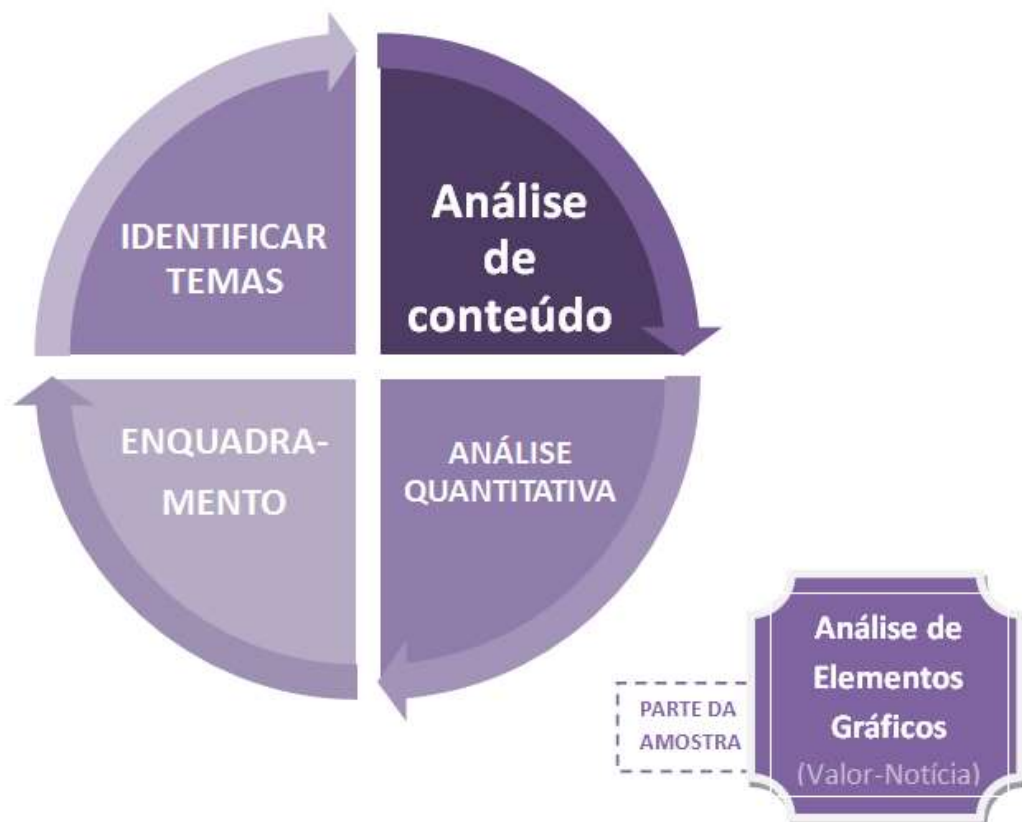 IDENTIFICAR
TEMAS
Análise
de
conteúdo
ENQUADRA-
MENTO
ANÁLISE
QUANTITATIVA
PARTE DA
AMOSTRA
Análise de
Elementos
Gráficos
(Valor-Notícia)